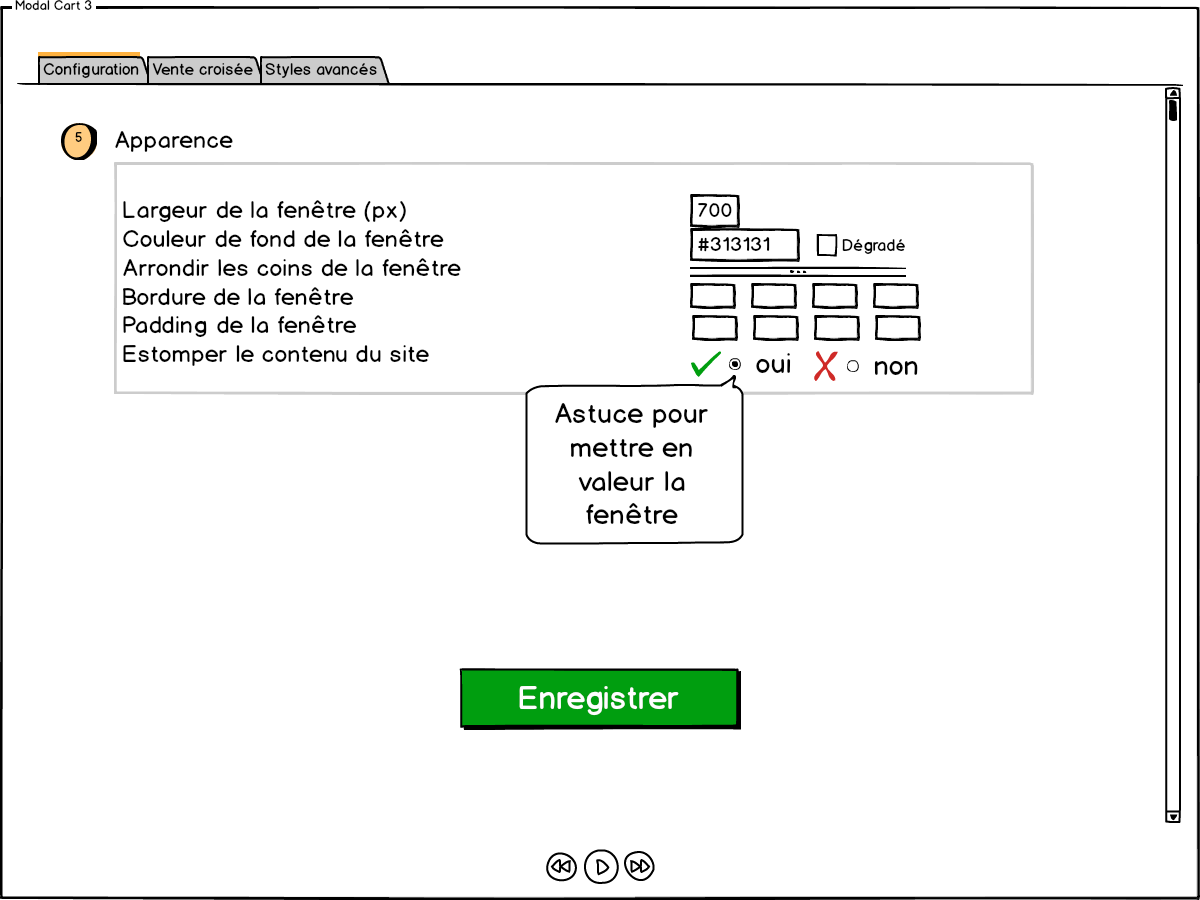 Modal Cart 3
Configuration Vente croisée Styles avancés
5 Apparence
Largeur de la fenêtre (px) 700
Couleur de fond de la fenêtre #313131 Dégradé
Arrondir les coins de la fenêtre
Bordure de la fenêtre
Padding de la fenêtre
Estomper le contenu du site oui non
Astuce pour
mettre en
valeur la
fenêtre
Enregistrer